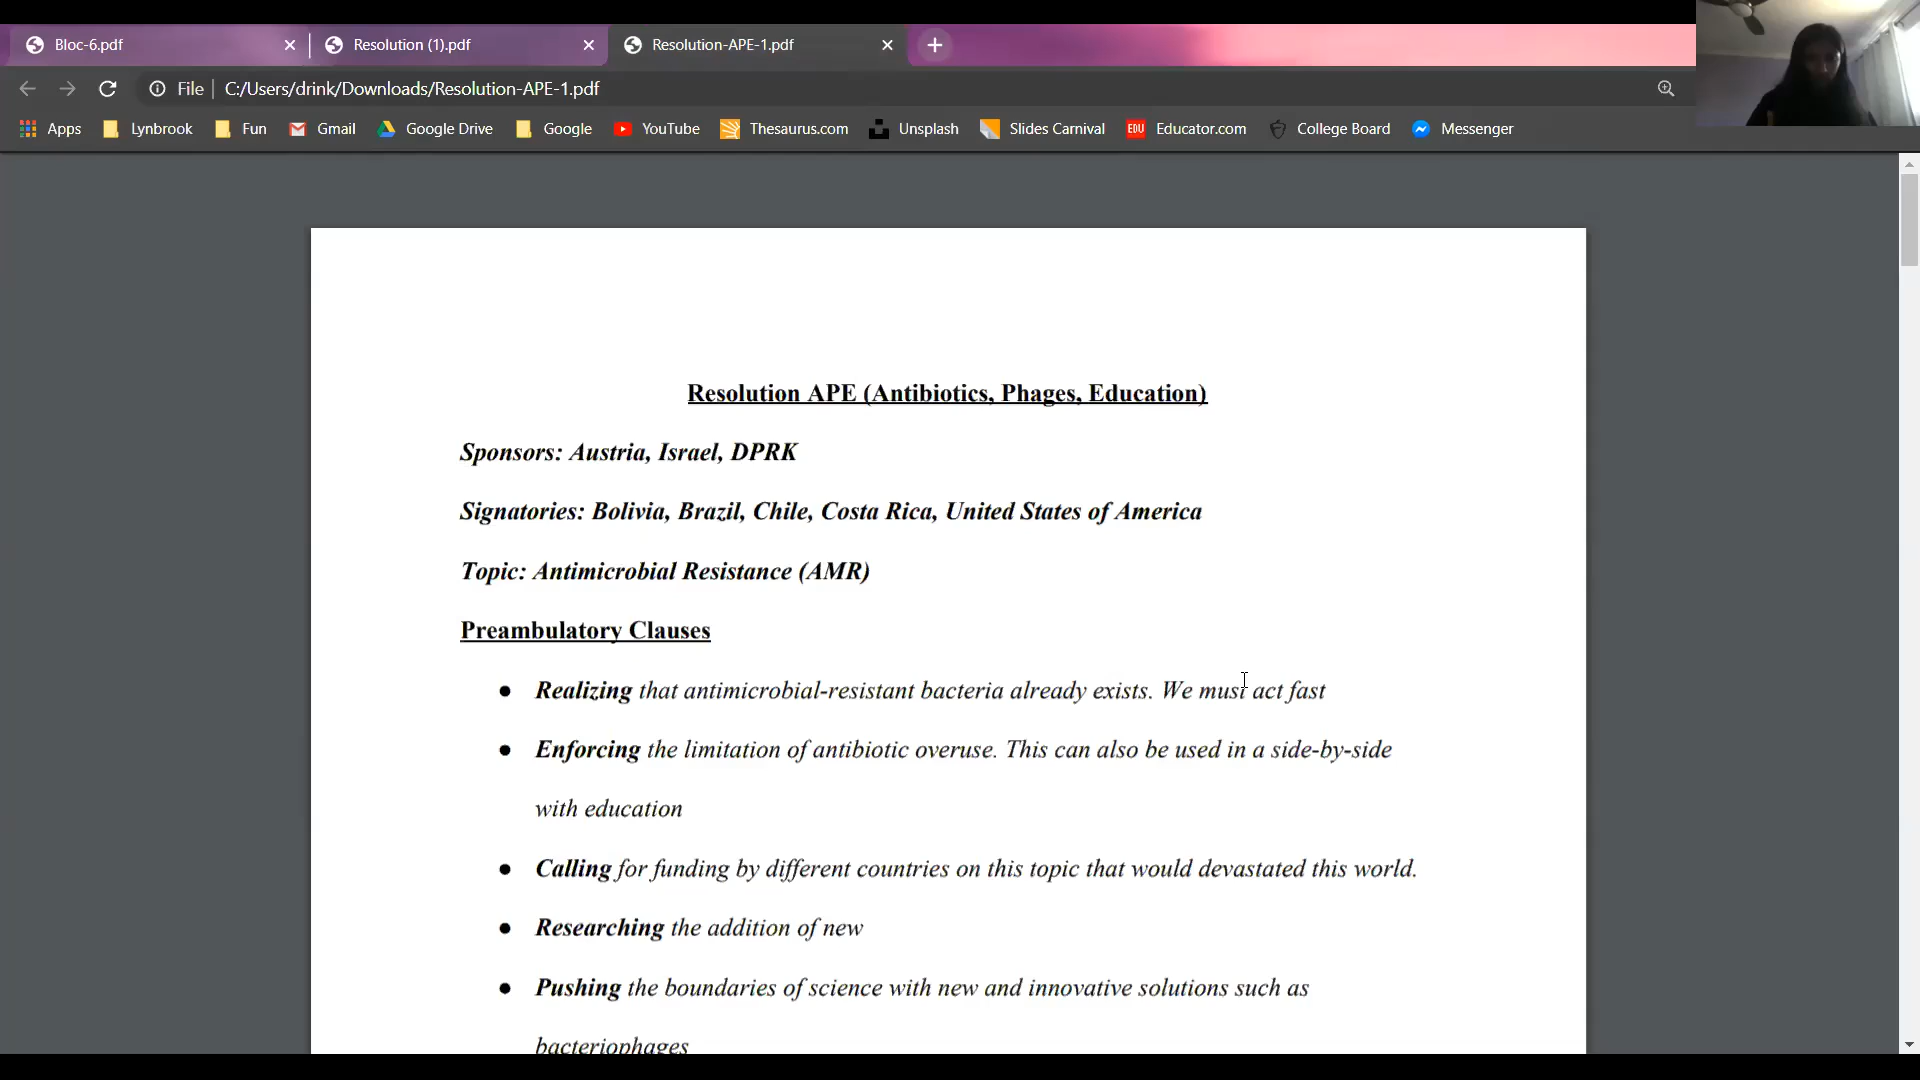 Bloc-6.pdf
Resolution (1).pdf
Resolution-APE-1.pdf
File C:/Users/drink/Downloads/Resolution-APE-1.pdf
Apps Lynbrook Fun Gmail Google Drive Google YouTube Thesaurus.com Unsplash Slides Carnival EDU Educator.com College Board Messenger
Resolution APE (Antibiotics, Phages, Education)
Sponsors: Austria, Israel, DPRK
Signatories: Bolivia, Brazil, Chile, Costa Rica, United States of America
Topic: Antimicrobial Resistance (AMR)
Preambulatory Clauses
● Realizing that antimicrobial-resistant bacteria already exists. We must act fast
● Enforcing the limitation of antibiotic overuse. This can also be used in a side-by-side
with education
● Calling for funding by different countries on this topic that would devastated this world.
● Researching the addition of new
● Pushing the boundaries of science with new and innovative solutions such as
bacteriophages